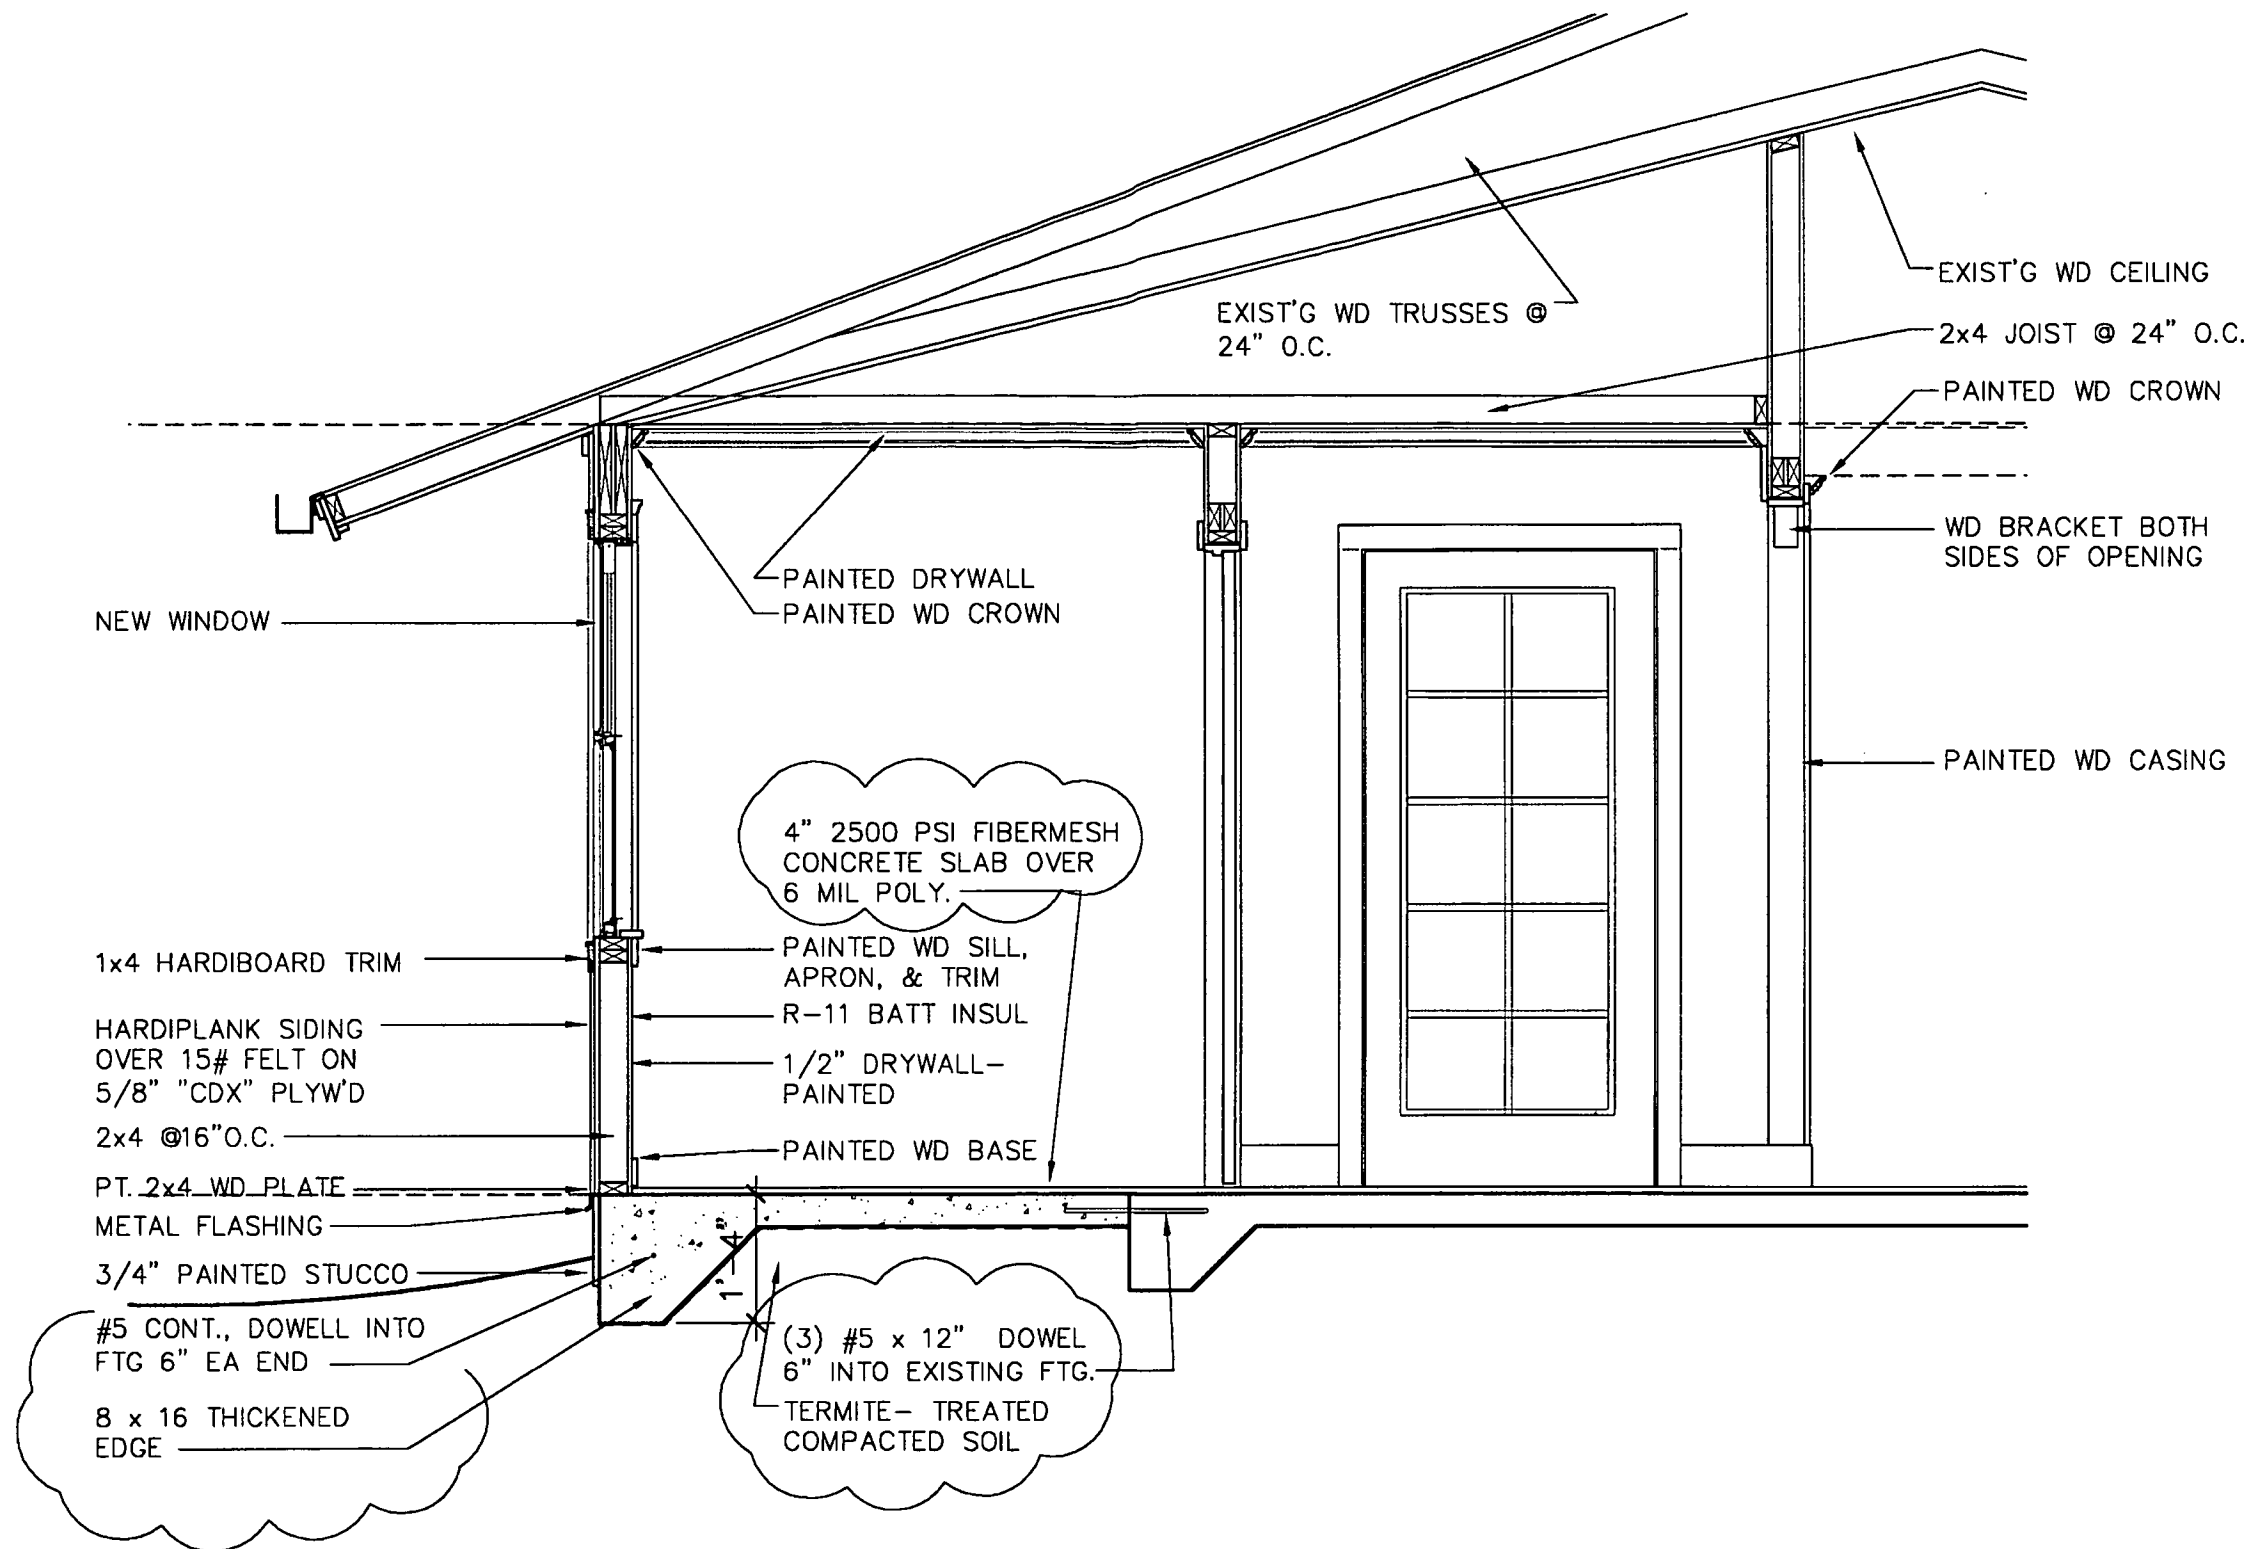 EXIST'G WD CEILING
EXIST'G WD TRUSSES @
24" O.C.
2x4 JOIST @ 24" O.C.
PAINTED WD CROWN
WD BRACKET BOTH
SIDES OF OPENING
PAINTED DRYWALL
PAINTED WD CROWN
NEW WINDOW
PAINTED WD CASING
4" 2500 PSI FIBERMESH
CONCRETE SLAB OVER
6 MIL POLY.
PAINTED WD SILL,
APRON, & TRIM
R-11 BATT INSUL
1/2" DRYWALL-
PAINTED
PAINTED WD BASE
1x4 HARDIBOARD TRIM
HARDIPLANK SIDING
OVER 15# FELT ON
5/8" "CDX" PLYW'D
2x4 @16"O.C.
PT. 2x4 WD PLATE
METAL FLASHING
3/4" PAINTED STUCCO
#5 CONT., DOWELL INTO
FTG 6" EA END
8 x 16 THICKENED
EDGE
1'-4"
(3) #5 x 12" DOWEL
6" INTO EXISTING FTG.
TERMITE- TREATED
COMPACTED SOIL